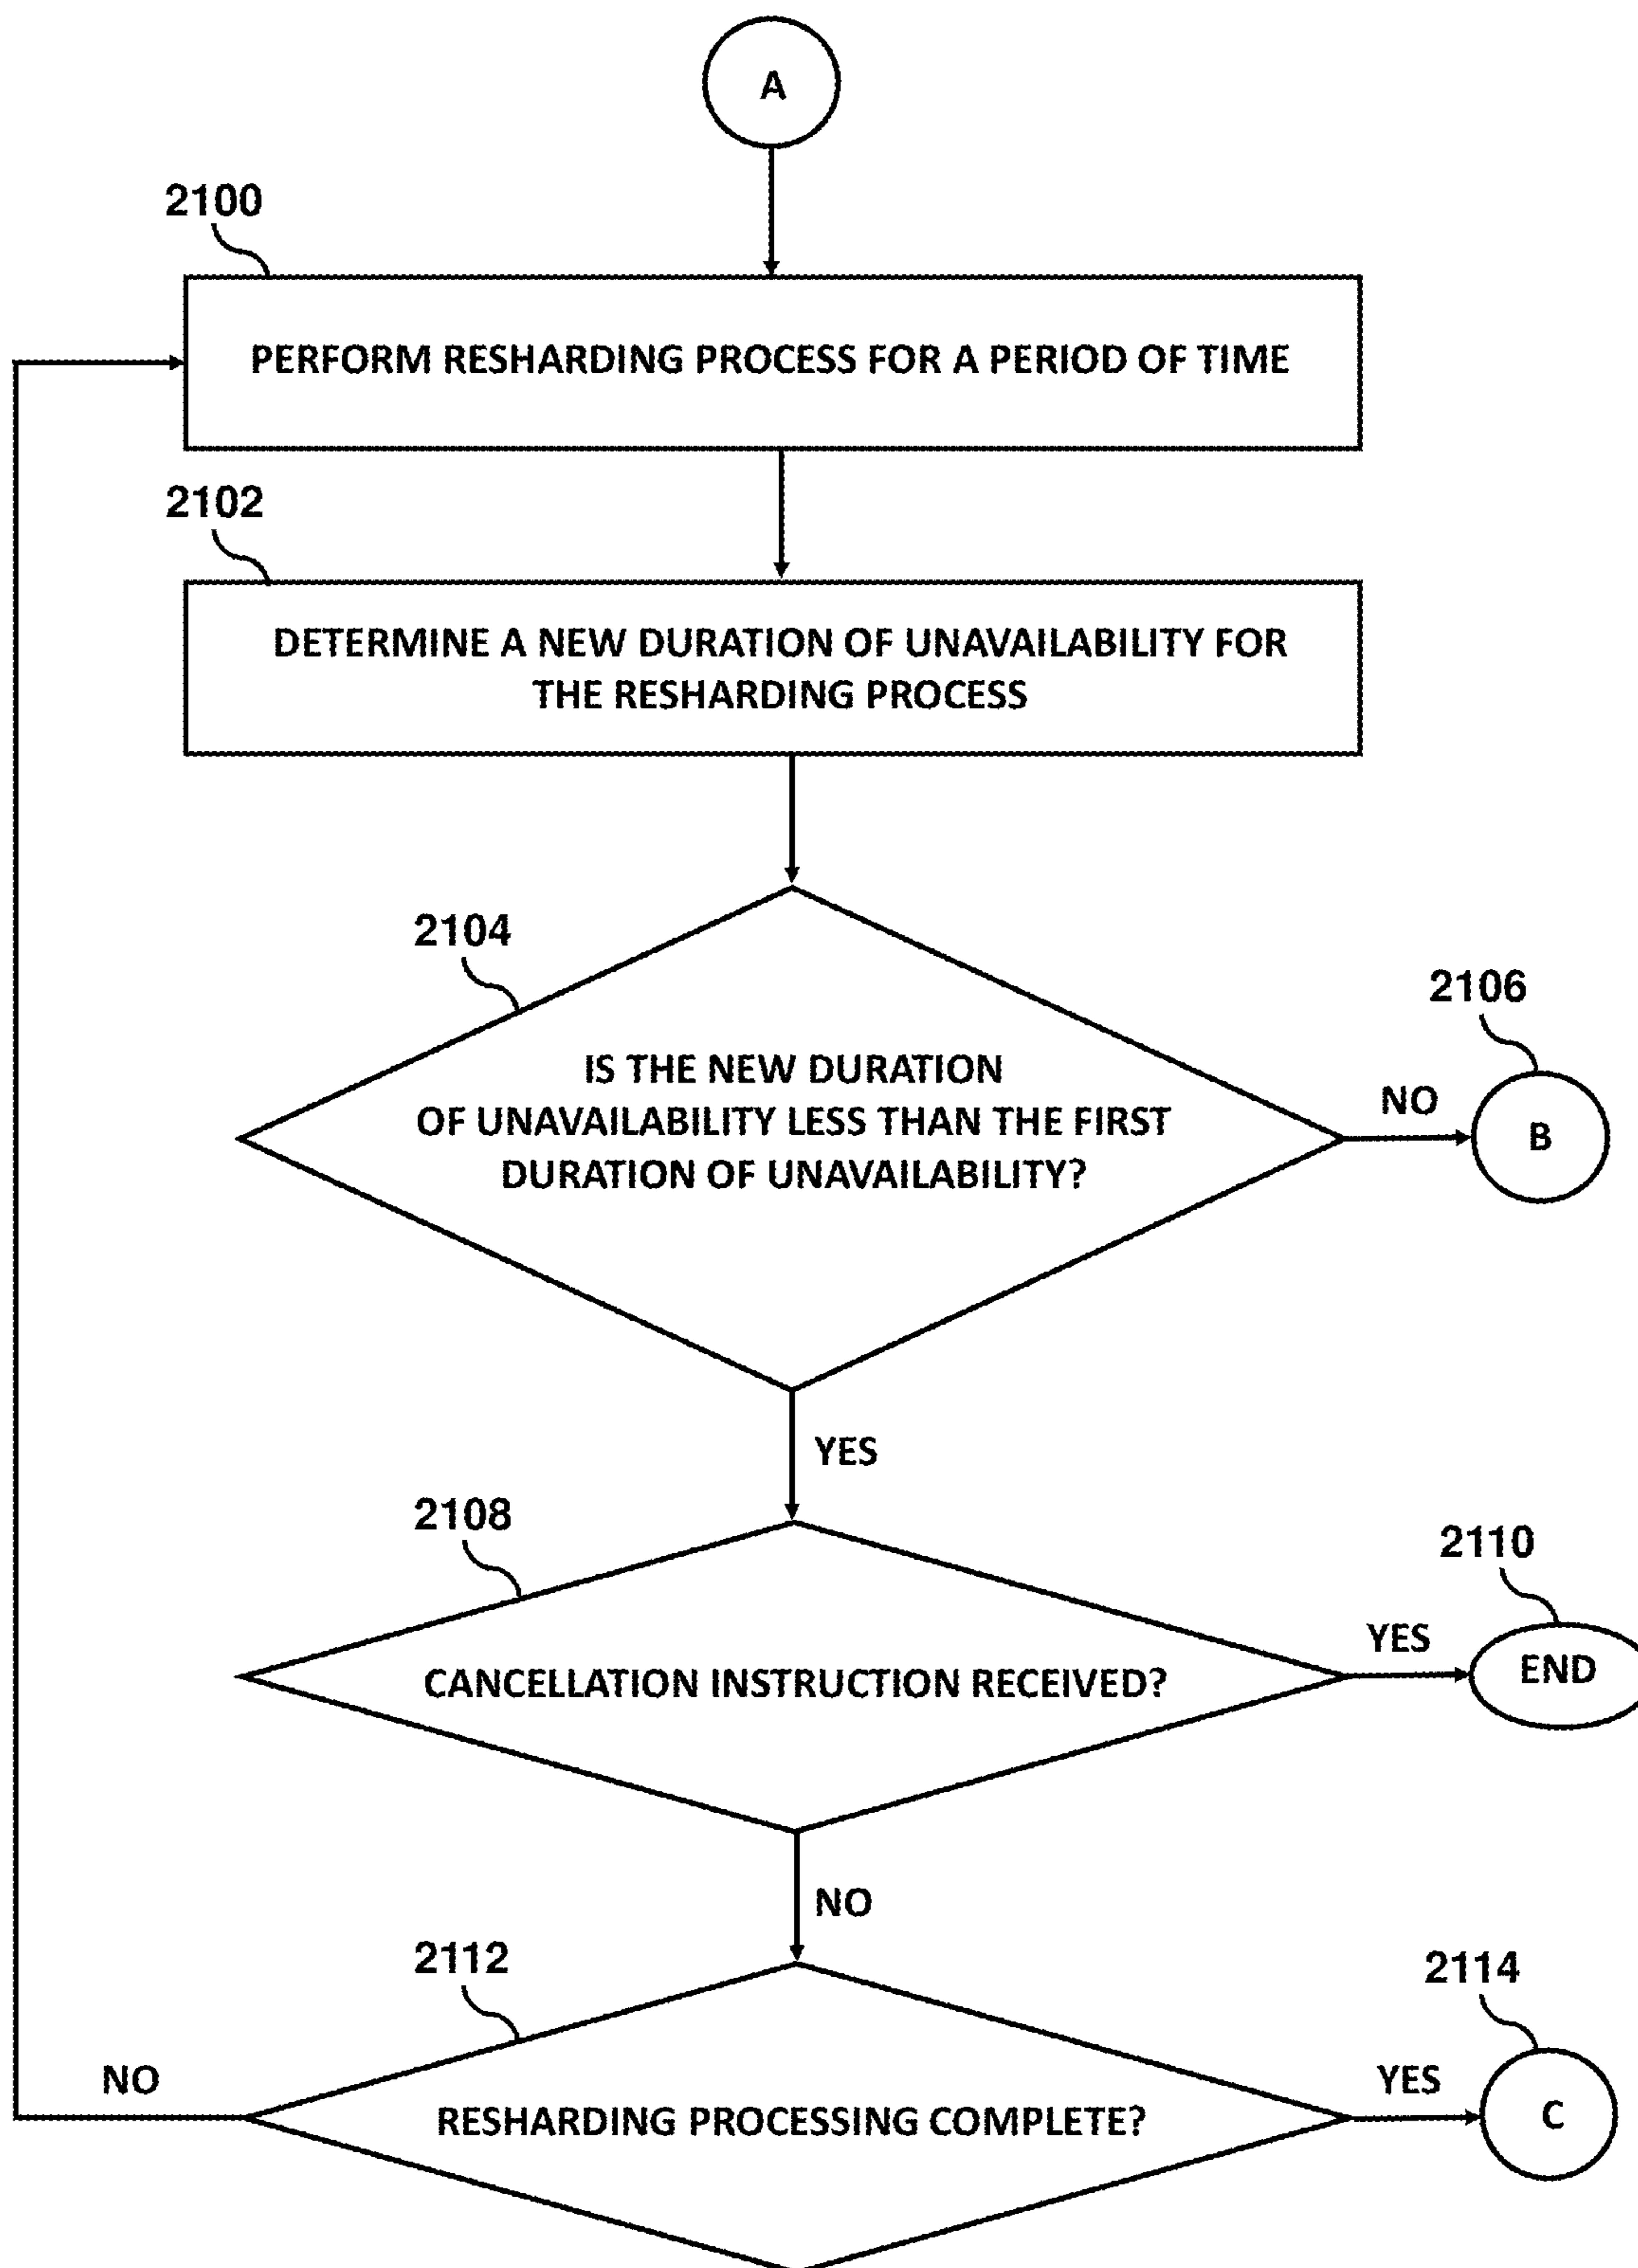 A
2100
PERFORM RESHARDING PROCESS FOR A PERIOD OF TIME
2102
DETERMINE A NEW DURATION OF UNAVAILABILITY FOR
THE RESHARDING PROCESS
2104
IS THE NEW DURATION
OF UNAVAILABILITY LESS THAN THE FIRST
DURATION OF UNAVAILABILITY?
2106
NO
B
YES
2108
CANCELLATION INSTRUCTION RECEIVED?
2110
YES
END
NO
2112
RESHARDING PROCESSING COMPLETE?
NO
2114
YES
C